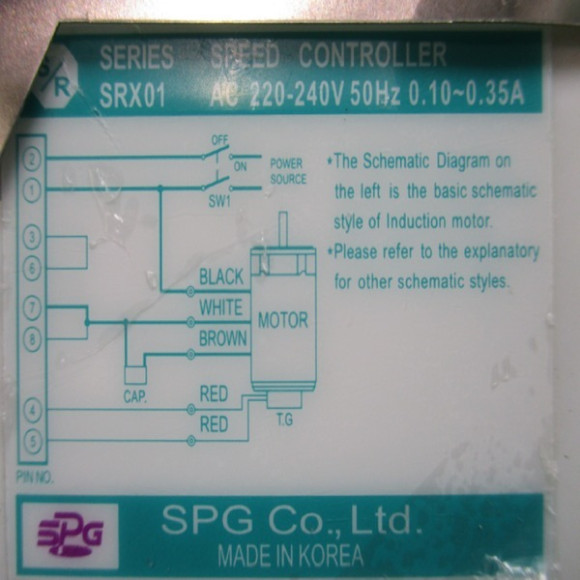 S/R
SERIES SPEED CONTROLLER
SRX01 AC 220-240V 50Hz 0.10~0.35A
OFF
2
ON
POWER
SOURCE
1
SW1
•The Schematic Diagram on
the left is the basic schematic
style of Induction motor.
•Please refer to the explanatory
for other schematic styles.
3
6
BLACK
7
WHITE
MOTOR
8
BROWN
CAP.
RED
4
T.G
RED
5
PIN NO.
SPG
SPG Co., Ltd.
MADE IN KOREA